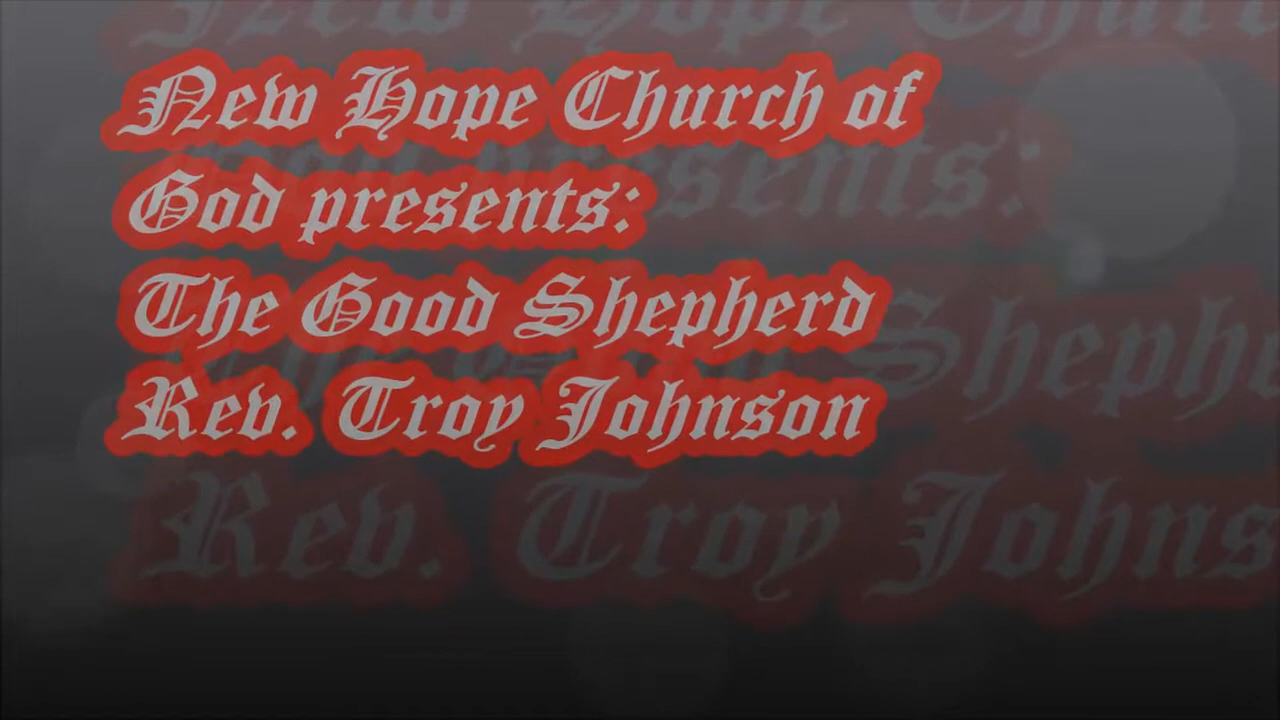 New Hope Church of
God presents:
The Good Shepherd
Rev. Troy Johnson